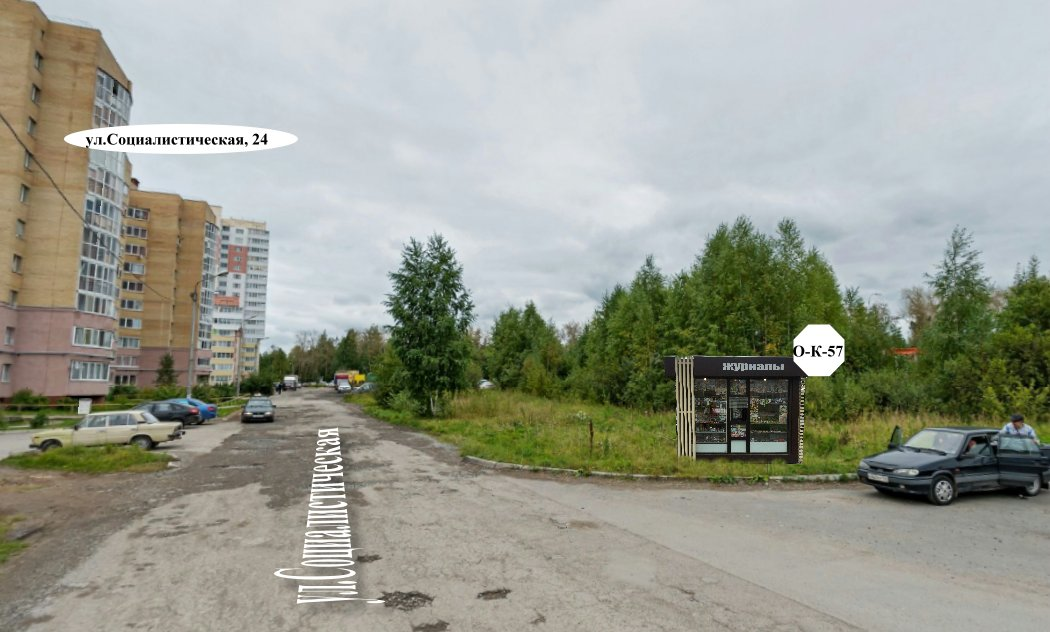 ул.Социалистическая, 24
журналы
О-К-57
ул.Социалистическая